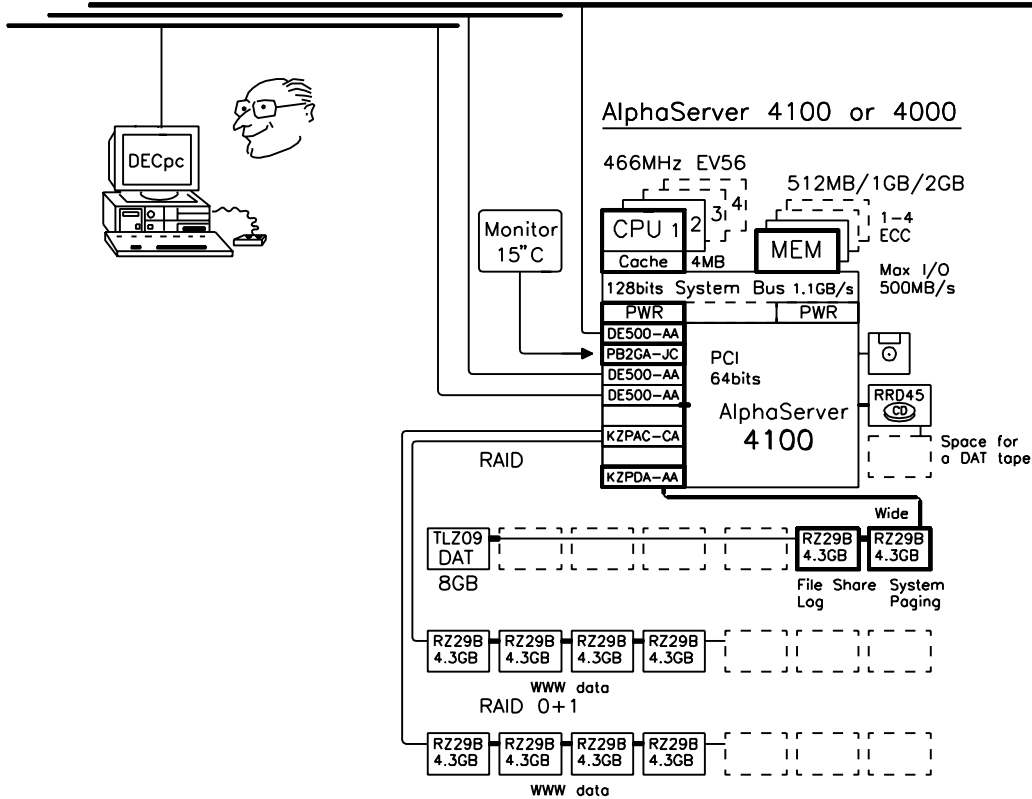 AlphaServer 4100 or 4000
DECpc
466MHz EV56
512MB/1GB/2GB
Monitor
15"C
CPU 1 2 3 4
1-4
ECC
MEM
Cache 4MB
Max I/O
500MB/s
128bits System Bus 1.1GB/s
PWR PWR
DE500-AA
PB2GA-JC
DE500-AA
DE500-AA
PCI
64bits
RRD45
CD
AlphaServer
4100
KZPAC-CA
RAID
Space for
a DAT tape
KZPDA-AA
Wide
TLZ09
DAT
8GB
RZ29B
4.3GB
RZ29B
4.3GB
File Share
Log
System
Paging
RZ29B RZ29B RZ29B RZ29B
4.3GB 4.3GB 4.3GB 4.3GB
WWW data
RAID 0+1
RZ29B RZ29B RZ29B RZ29B
4.3GB 4.3GB 4.3GB 4.3GB
WWW data